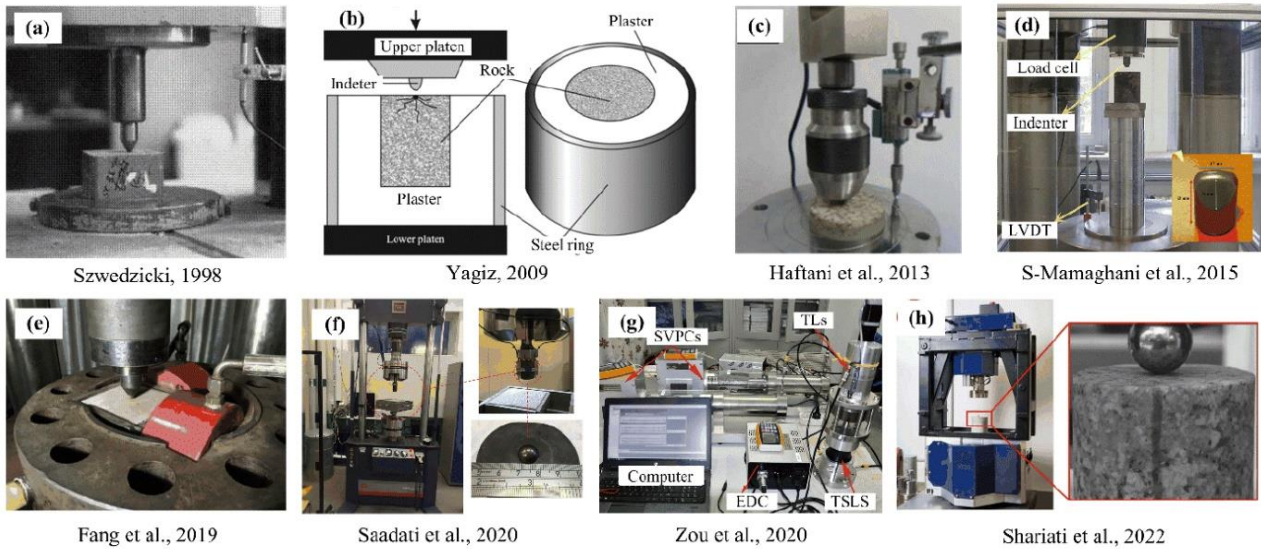 (a)
Szwedzicki, 1998
(b)
Upper platen
Indeter
Rock
Plaster
Plaster
Lower platen
Steel ring
Yagiz, 2009
(c)
Haftani et al., 2013
(d)
Load cell
Indenter
LVDT
S-Mamaghani et al., 2015
(e)
Fang et al., 2019
(f)
Saadati et al., 2020
(g)
SVPCs
TLs
Computer
EDC
TSLS
Zou et al., 2020
(h)
Shariati et al., 2022